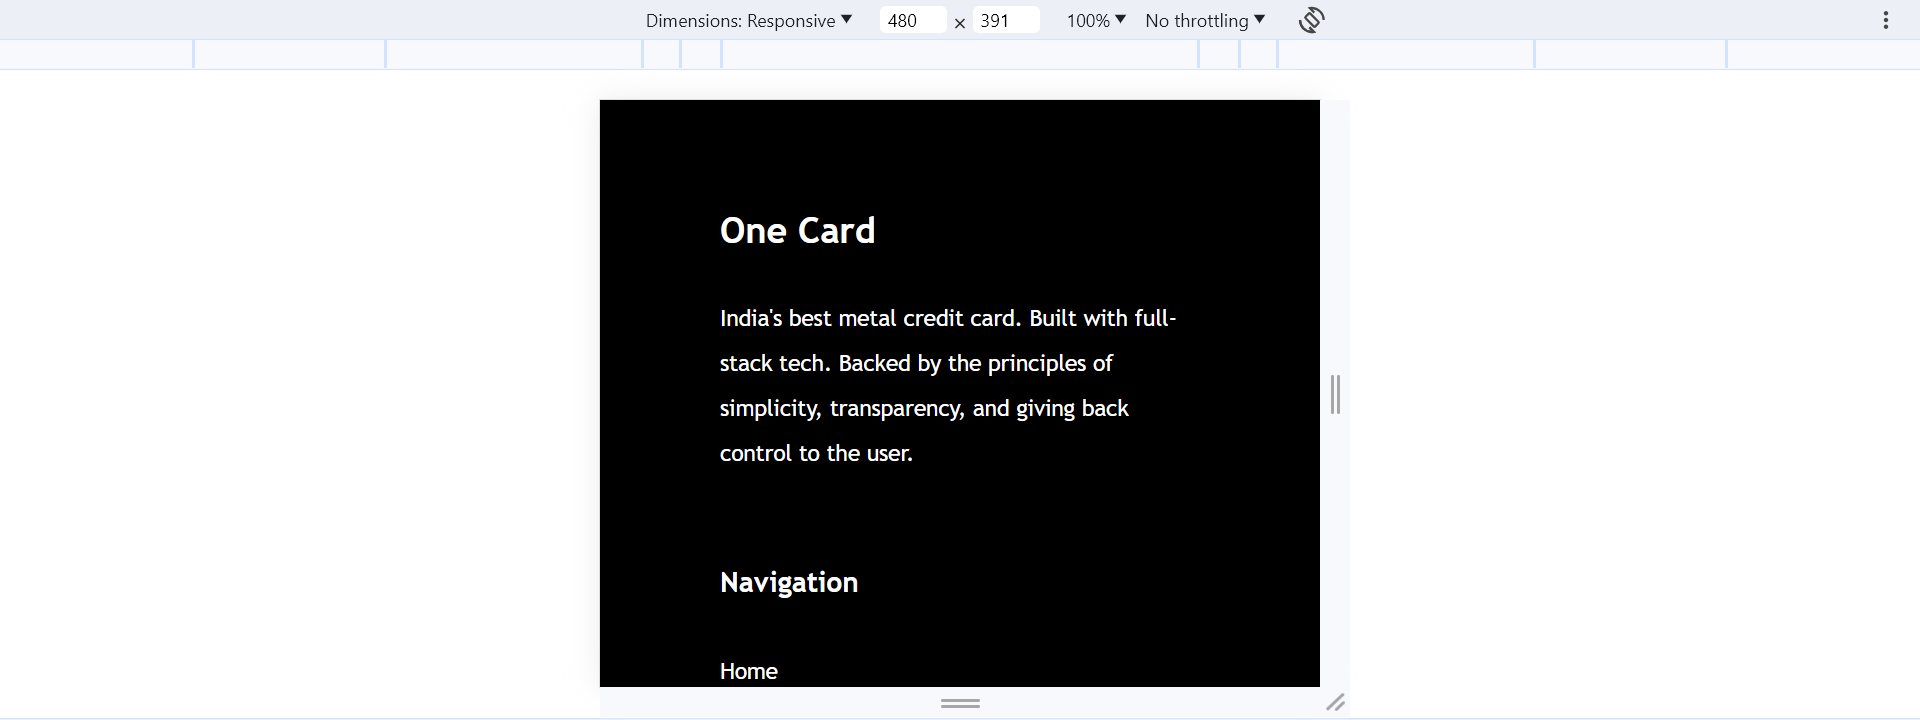 Dimensions: Responsive 480 × 391 100% No throttling
One Card
India's best metal credit card. Built with full-
stack tech. Backed by the principles of
simplicity, transparency, and giving back
control to the user.
Navigation
Home